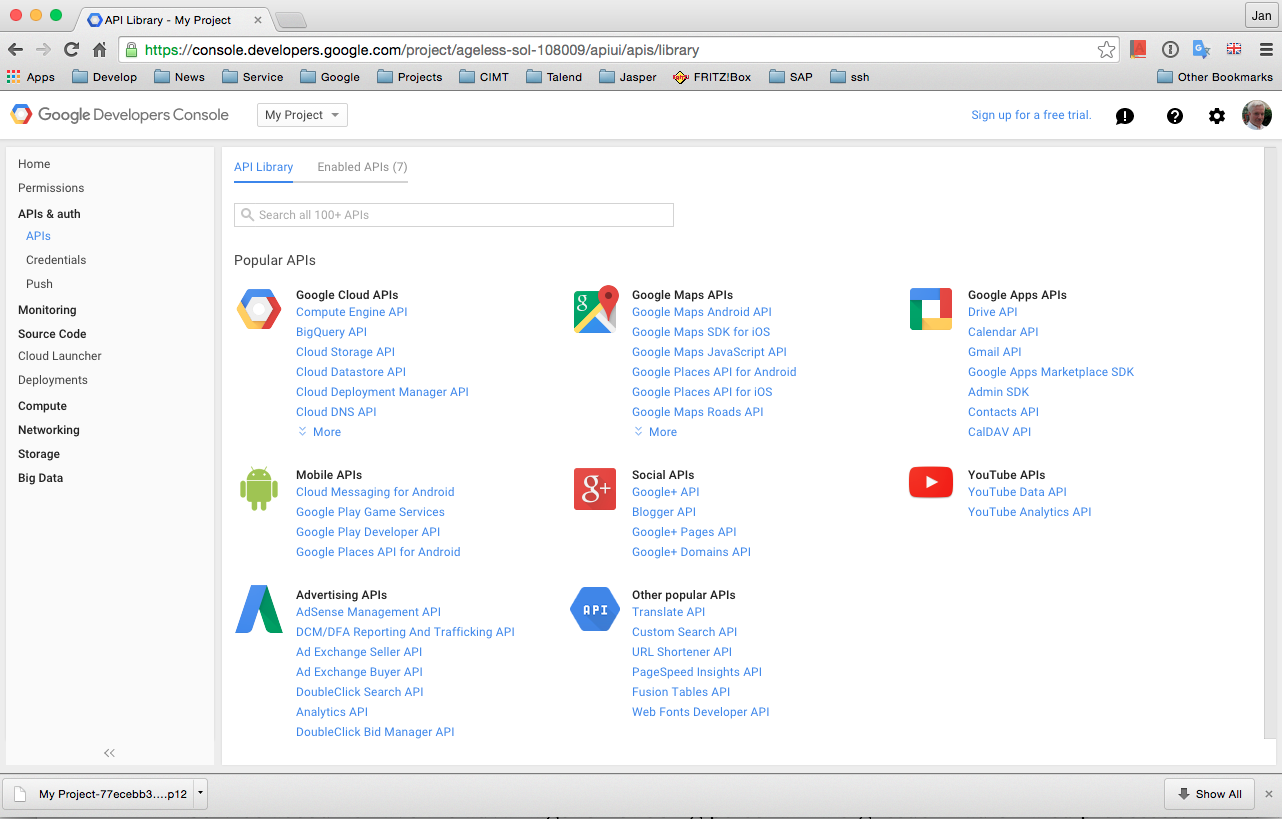 API Library - My Project
Jan
https://console.developers.google.com/project/ageless-sol-108009/apiui/apis/library
Apps Develop News Service Google Projects CIMT Talend Jasper FRITZ!Box SAP ssh Other Bookmarks
Google Developers Console My Project Sign up for a free trial.
Home
Permissions
APIs & auth
APIs
Credentials
Push
Monitoring
Source Code
Cloud Launcher
Deployments
Compute
Networking
Storage
Big Data
API Library Enabled APIs (7)
Search all 100+ APIs
Popular APIs
Google Cloud APIs
Compute Engine API
BigQuery API
Cloud Storage API
Cloud Datastore API
Cloud Deployment Manager API
Cloud DNS API
More
Google Maps APIs
Google Maps Android API
Google Maps SDK for iOS
Google Maps JavaScript API
Google Places API for Android
Google Places API for iOS
Google Maps Roads API
More
Google Apps APIs
Drive API
Calendar API
Gmail API
Google Apps Marketplace SDK
Admin SDK
Contacts API
CalDAV API
Mobile APIs
Cloud Messaging for Android
Google Play Game Services
Google Play Developer API
Google Places API for Android
g+
Social APIs
Google+ API
Blogger API
Google+ Pages API
Google+ Domains API
YouTube APIs
YouTube Data API
YouTube Analytics API
Advertising APIs
AdSense Management API
DCM/DFA Reporting And Trafficking API
Ad Exchange Seller API
Ad Exchange Buyer API
DoubleClick Search API
Analytics API
DoubleClick Bid Manager API
API
Other popular APIs
Translate API
Custom Search API
URL Shortener API
PageSpeed Insights API
Fusion Tables API
Web Fonts Developer API
My Project-77ecebb3....p12 Show All